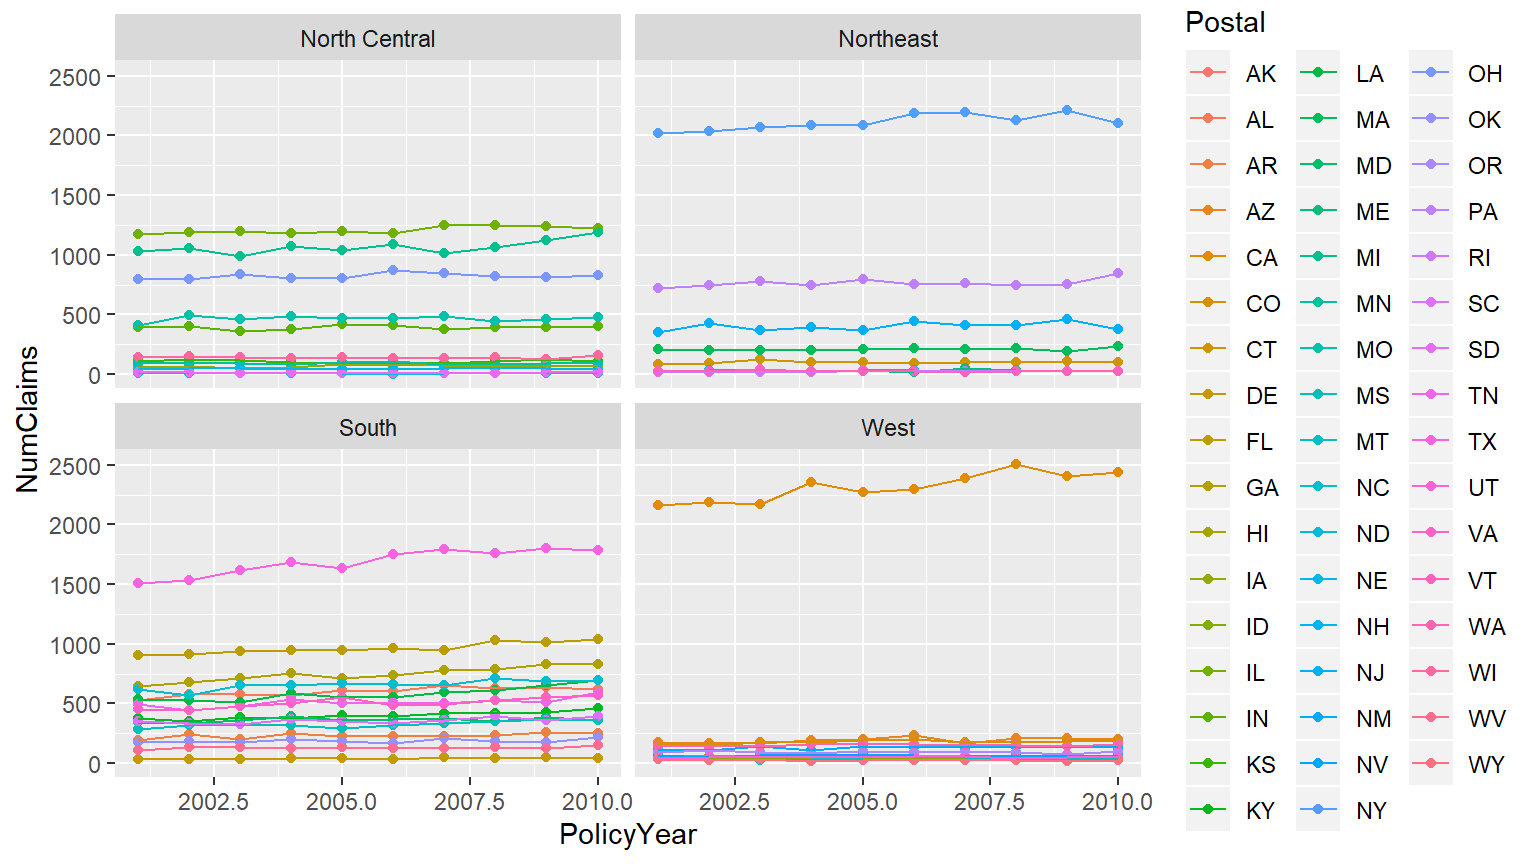 North Central
Northeast
2500
2000
1500
1000
500
0
South
West
2500
2000
1500
1000
500
0
2002.5
2005.0
2007.5
2010.0
2002.5
2005.0
2007.5
2010.0
PolicyYear
NumClaims
Postal
AK
AL
AR
AZ
CA
CO
CT
DE
FL
GA
HI
IA
ID
IL
IN
KS
KY
LA
MA
MD
ME
MI
MN
MO
MS
MT
NC
ND
NE
NH
NJ
NM
NV
NY
OH
OK
OR
PA
RI
SC
SD
TN
TX
UT
VA
VT
WA
WI
WV
WY